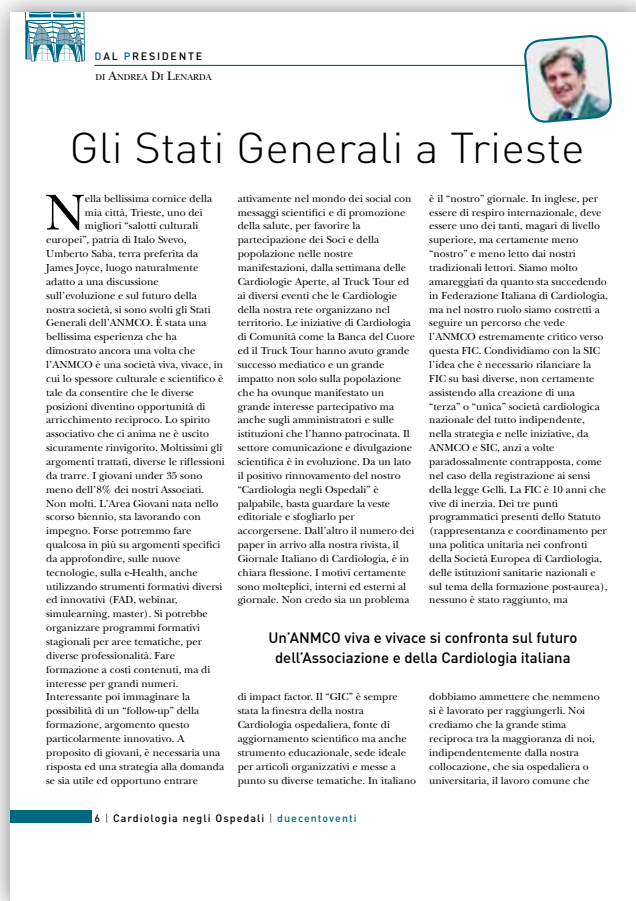 DAL PRESIDENTE
DI ANDREA DI LENARDA
Gli Stati Generali a Trieste
Nella bellissima cornice della
mia città, Trieste, uno dei
migliori “salotti culturali
europei”, patria di Italo Svevo,
Umberto Saba, terra preferita da
James Joyce, luogo naturalmente
adatto a una discussione
sull’evoluzione e sul futuro della
nostra società, si sono svolti gli Stati
Generali dell’ANMCO. È stata una
bellissima esperienza che ha
dimostrato ancora una volta che
l’ANMCO è una società viva, vivace, in
cui lo spessore culturale e scientifico è
tale da consentire che le diverse
posizioni diventino opportunità di
arricchimento reciproco. Lo spirito
associativo che ci anima ne è uscito
sicuramente rinvigorito. Moltissimi gli
argomenti trattati, diverse le riflessioni
da trarre. I giovani under 35 sono
meno dell’8% dei nostri Associati.
Non molti. L’Area Giovani nata nello
scorso biennio, sta lavorando con
impegno. Forse potremmo fare
qualcosa in più su argomenti specifici
da approfondire, sulle nuove
tecnologie, sulla e-Health, anche
utilizzando strumenti formativi diversi
ed innovativi (FAD, webinar,
simulearning, master). Si potrebbe
organizzare programmi formativi
stagionali per aree tematiche, per
diverse professionalità. Fare
formazione a costi contenuti, ma di
interesse per grandi numeri.
Interessante poi immaginare la
possibilità di un “follow-up” della
formazione, argomento questo
particolarmente innovativo. A
proposito di giovani, è necessaria una
risposta ed una strategia alla domanda
se sia utile ed opportuno entrare
attivamente nel mondo dei social con
messaggi scientifici e di promozione
della salute, per favorire la
partecipazione dei Soci e della
popolazione nelle nostre
manifestazioni, dalla settimana delle
Cardiologie Aperte, al Truck Tour ed
ai diversi eventi che le Cardiologie
della nostra rete organizzano nel
territorio. Le iniziative di Cardiologia
di Comunità come la Banca del Cuore
ed il Truck Tour hanno avuto grande
successo mediatico e un grande
impatto non solo sulla popolazione
che ha ovunque manifestato un
grande interesse partecipativo ma
anche sugli amministratori e sulle
istituzioni che l’hanno patrocinata. Il
settore comunicazione e divulgazione
scientifica è in evoluzione. Da un lato
il positivo rinnovamento del nostro
“Cardiologia negli Ospedali” è
palpabile, basta guardare la veste
editoriale e sfogliarlo per
accorgersene. Dall’altro il numero dei
paper in arrivo alla nostra rivista, il
Giornale Italiano di Cardiologia, è in
chiara flessione. I motivi certamente
sono molteplici, interni ed esterni al
giornale. Non credo sia un problema
di impact factor. Il “GIC” è sempre
stata la finestra della nostra
Cardiologia ospedaliera, fonte di
aggiornamento scientifico ma anche
strumento educazionale, sede ideale
per articoli organizzativi e messe a
punto su diverse tematiche. In italiano
è il “nostro” giornale. In inglese, per
essere di respiro internazionale, deve
essere uno dei tanti, magari di livello
superiore, ma certamente meno
“nostro” e meno letto dai nostri
tradizionali lettori. Siamo molto
amareggiati da quanto sta succedendo
in Federazione Italiana di Cardiologia,
ma nel nostro ruolo siamo costretti a
seguire un percorso che vede
l’ANMCO estremamente critico verso
questa FIC. Condividiamo con la SIC
l’idea che è necessario rilanciare la
FIC su basi diverse, non certamente
assistendo alla creazione di una
“terza” o “unica” società cardiologica
nazionale del tutto indipendente,
nella strategia e nelle iniziative, da
ANMCO e SIC, anzi a volte
paradossalmente contrapposta, come
nel caso della registrazione ai sensi
della legge Gelli. La FIC è 10 anni che
vive di inerzia. Dei tre punti
programmatici presenti dello Statuto
(rappresentanza e coordinamento per
una politica unitaria nei confronti
della Società Europea di Cardiologia,
delle istituzioni sanitarie nazionali e
sul tema della formazione post-aurea),
nessuno è stato raggiunto, ma
dobbiamo ammettere che nemmeno
si è lavorato per raggiungerli. Noi
crediamo che la grande stima
reciproca tra la maggioranza di noi,
indipendentemente dalla nostra
collocazione, che sia ospedaliera o
universitaria, il lavoro comune che
Un’ANMCO viva e vivace si confronta sul futuro
dell’Associazione e della Cardiologia italiana
6 | Cardiologia negli Ospedali | duecentoventi